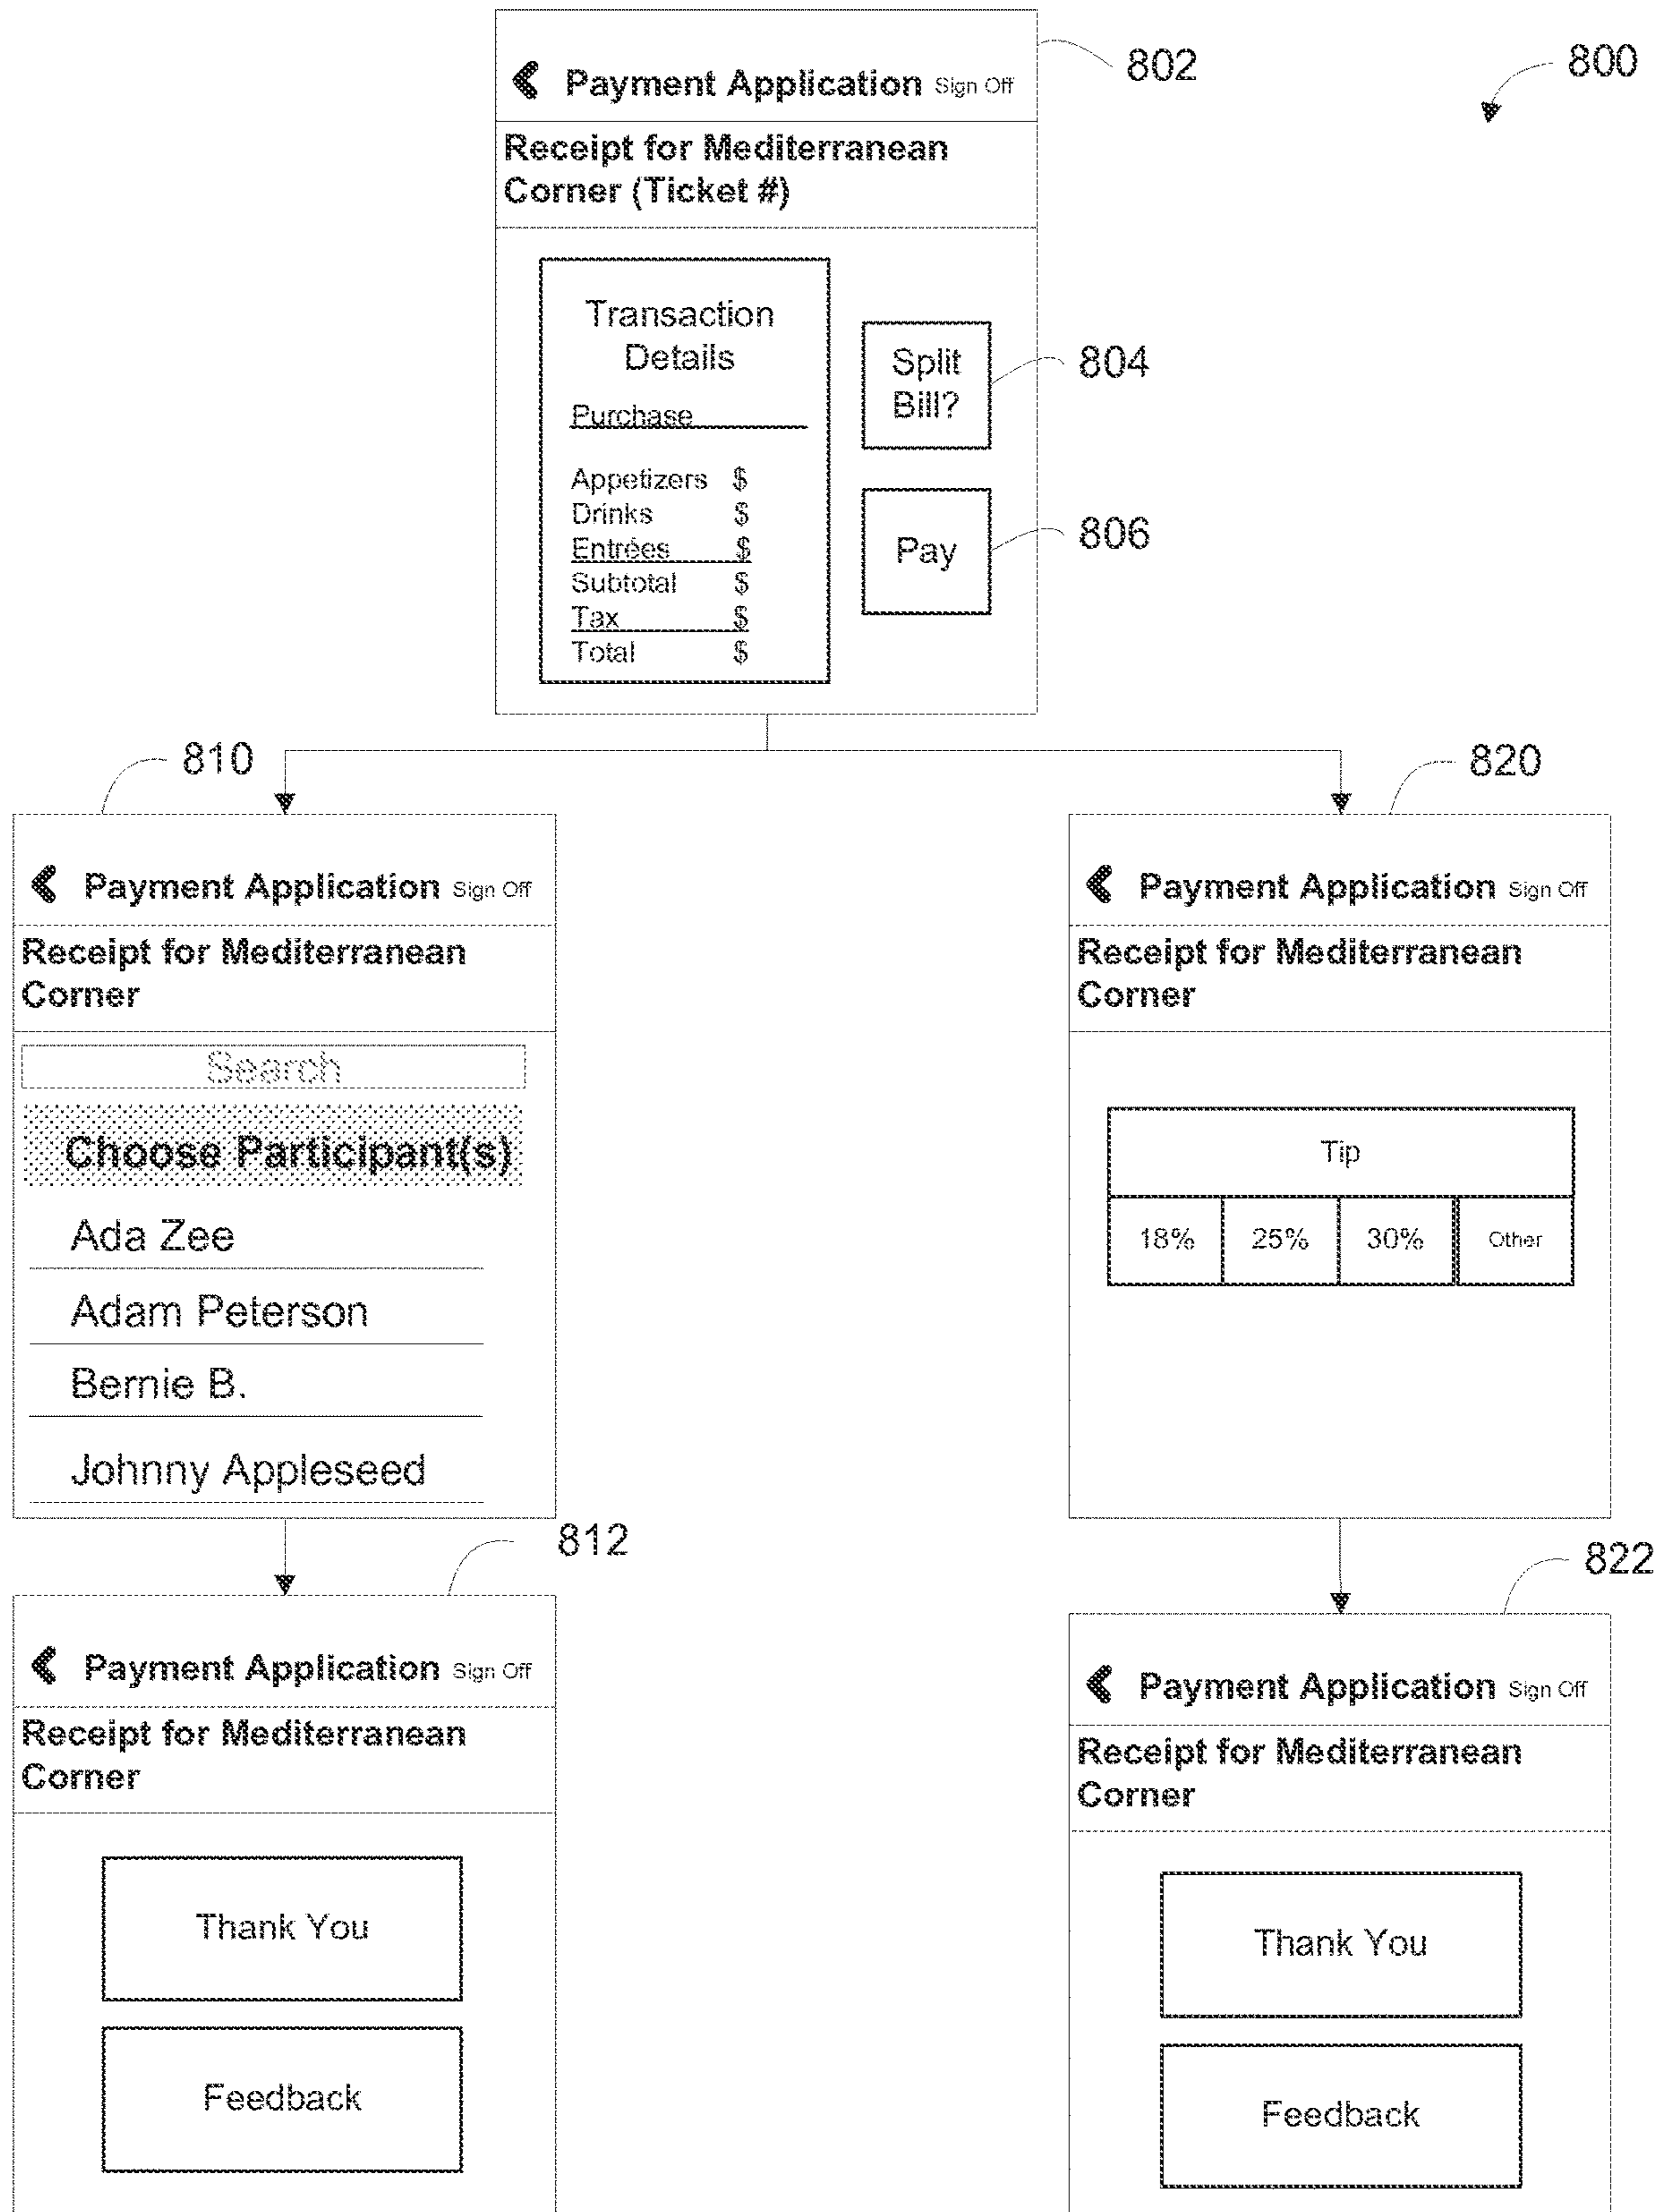 802
800
Payment Application Sign Off
Receipt for Mediterranean
Corner (Ticket #)
Transaction
Details
Purchase
Appetizers $
Drinks $
Entrées $
Subtotal $
Tax $
Total $
Split
Bill?
804
Pay
806
810
Payment Application Sign Off
Receipt for Mediterranean
Corner
Search
Choose Participant(s)
Ada Zee
Adam Peterson
Bernie B.
Johnny Appleseed
820
Payment Application Sign Off
Receipt for Mediterranean
Corner
Tip
18% 25% 30% Other
812
Payment Application Sign Off
Receipt for Mediterranean
Corner
Thank You
Feedback
822
Payment Application Sign Off
Receipt for Mediterranean
Corner
Thank You
Feedback